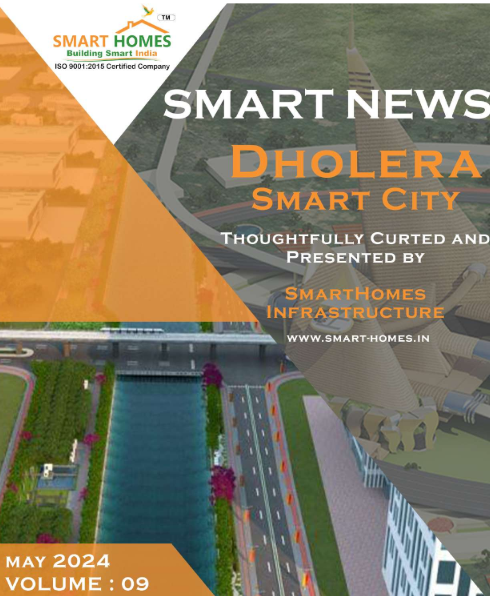 TM
SMART HOMES
Building Smart India
ISO 9001:2015 Certified Company
SMART NEWS
DHOLERA
SMART CITY
THOUGHTFULLY CURTED AND
PRESENTED BY
SMARTHOMES
INFRASTRUCTURE
WWW.SMART-HOMES.IN
MAY 2024
VOLUME : 09